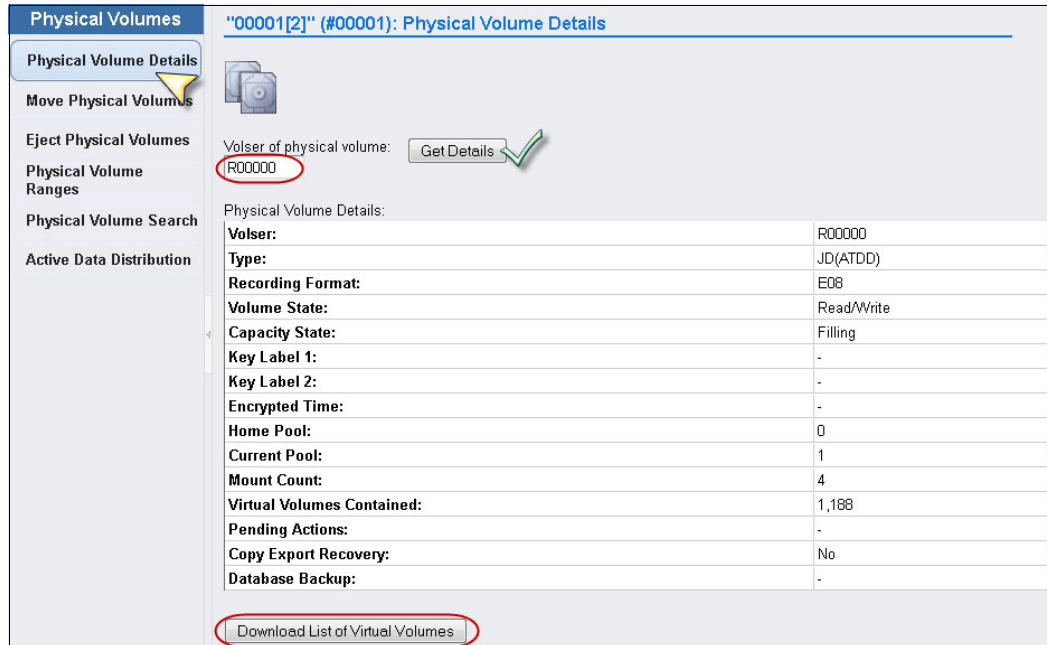 Physical Volumes
Physical Volume Details
Move Physical Volumes
Eject Physical Volumes
Physical Volume
Ranges
Physical Volume Search
Active Data Distribution
"00001[2]" (#00001): Physical Volume Details
Volser of physical volume:
Get Details
R00000
Physical Volume Details:
Volser: R00000
Type: JD(ATDD)
Recording Format: E08
Volume State: Read/Write
Capacity State: Filling
Key Label 1: -
Key Label 2: -
Encrypted Time: -
Home Pool: 0
Current Pool: 1
Mount Count: 4
Virtual Volumes Contained: 1,188
Pending Actions: -
Copy Export Recovery: No
Database Backup: -
Download List of Virtual Volumes